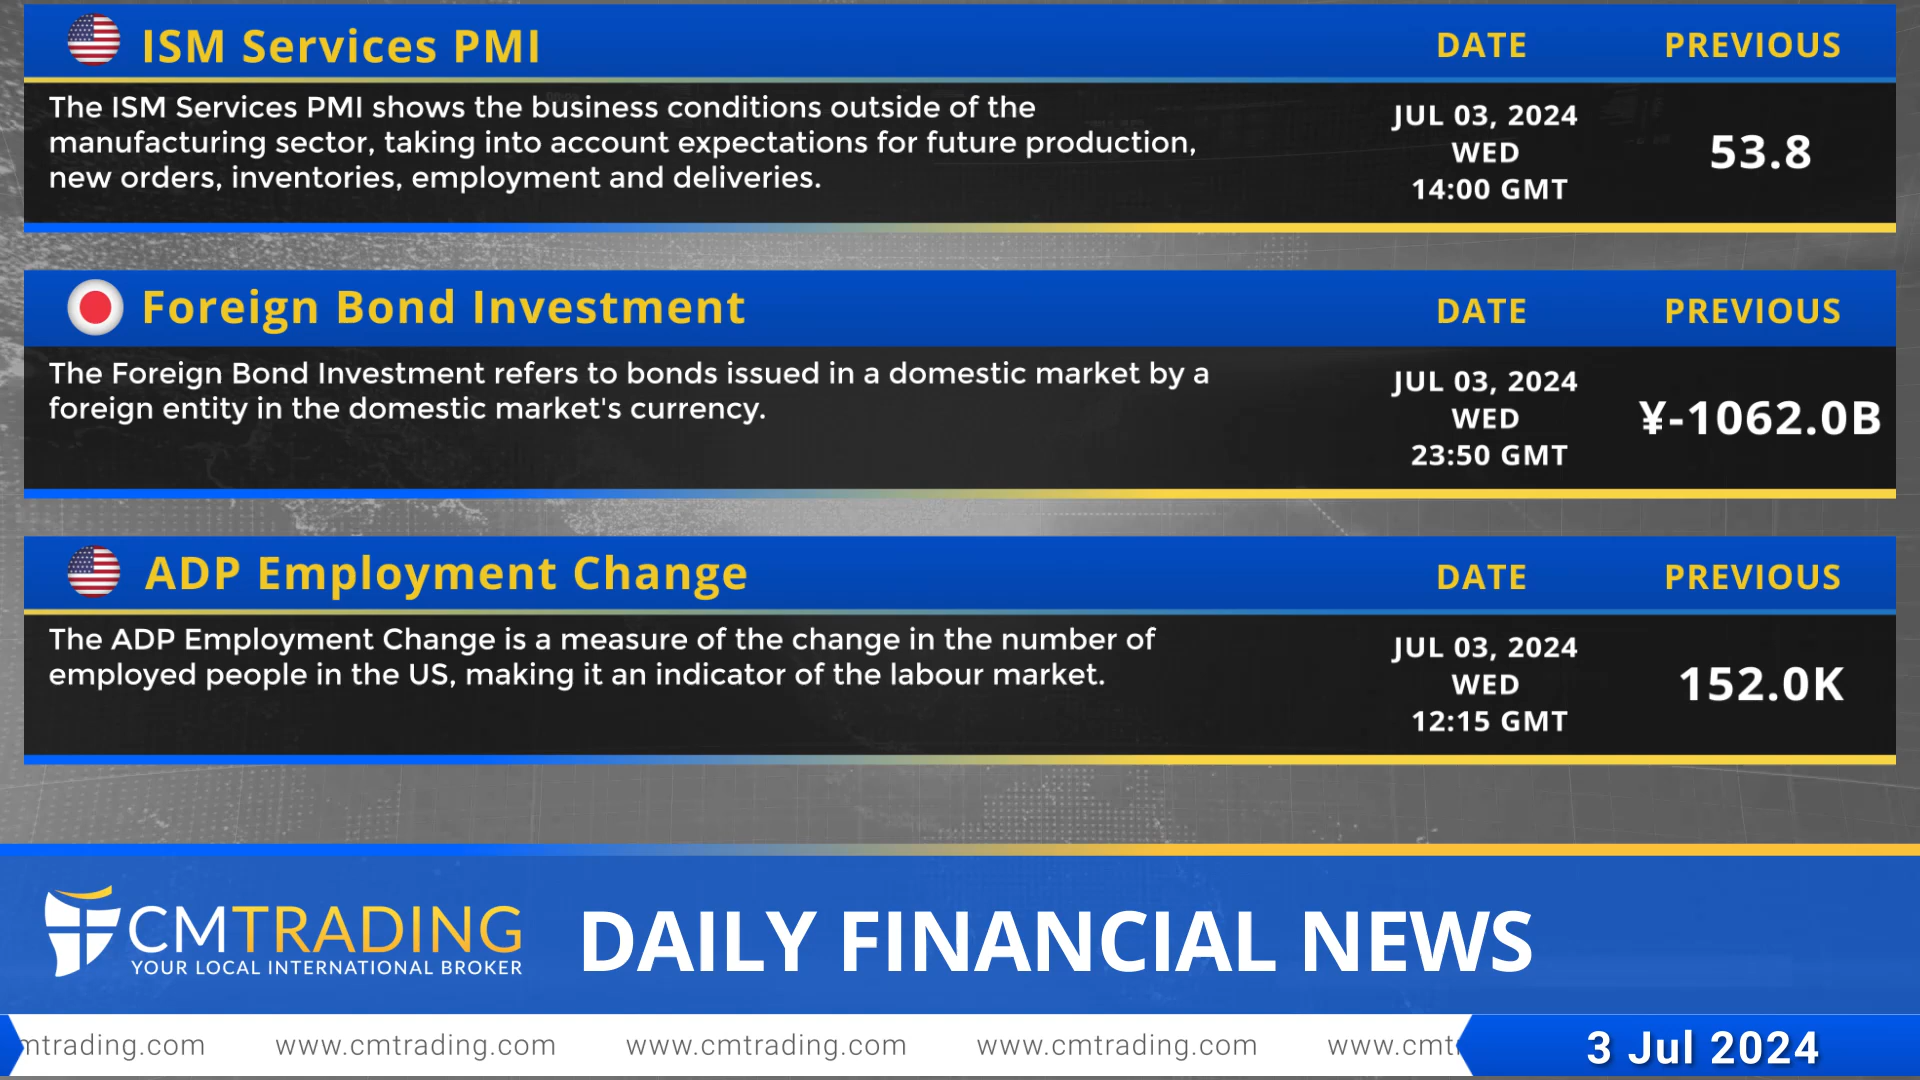 ISM Services PMI
DATE
PREVIOUS
The ISM Services PMI shows the business conditions outside of the
manufacturing sector, taking into account expectations for future production,
new orders, inventories, employment and deliveries.
JUL 03, 2024
WED
14:00 GMT
53.8
Foreign Bond Investment
DATE
PREVIOUS
The Foreign Bond Investment refers to bonds issued in a domestic market by a
foreign entity in the domestic market's currency.
JUL 03, 2024
WED
23:50 GMT
¥-1062.0B
ADP Employment Change
DATE
PREVIOUS
The ADP Employment Change is a measure of the change in the number of
employed people in the US, making it an indicator of the labour market.
JUL 03, 2024
WED
12:15 GMT
152.0K
CMTRADING
YOUR LOCAL INTERNATIONAL BROKER
DAILY FINANCIAL NEWS
mtrading.com www.cmtrading.com www.cmtrading.com www.cmtrading.com www.cmt
3 Jul 2024